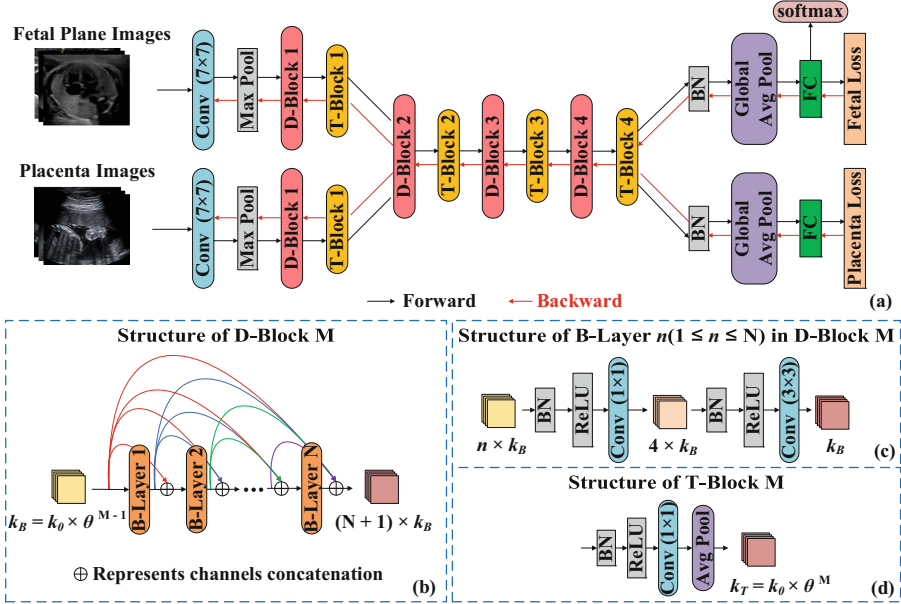 Fetal Plane Images
Conv (7×7)
Max Pool
D-Block 1
T-Block 1
Placenta Images
Conv (7×7)
Max Pool
D-Block 1
T-Block 1
D-Block 2
T-Block 2
D-Block 3
T-Block 3
D-Block 4
T-Block 4
softmax
BN
Global
Avg Pool
FC
Fetal Loss
BN
Global
Avg Pool
FC
Placenta Loss
Forward
Backward
(a)
Structure of D-Block M
B-Layer 1
B-Layer 2
B-Layer N
k_B = k_0 × θ^{M-1}
(N + 1) × k_B
⊕ Represents channels concatenation
(b)
Structure of B-Layer n(1 ≤ n ≤ N) in D-Block M
BN
ReLU
Conv (1×1)
BN
ReLU
Conv (3×3)
n × k_B
4 × k_B
k_B
(c)
Structure of T-Block M
BN
ReLU
Conv (1×1)
Avg Pool
k_T = k_0 × θ^M
(d)